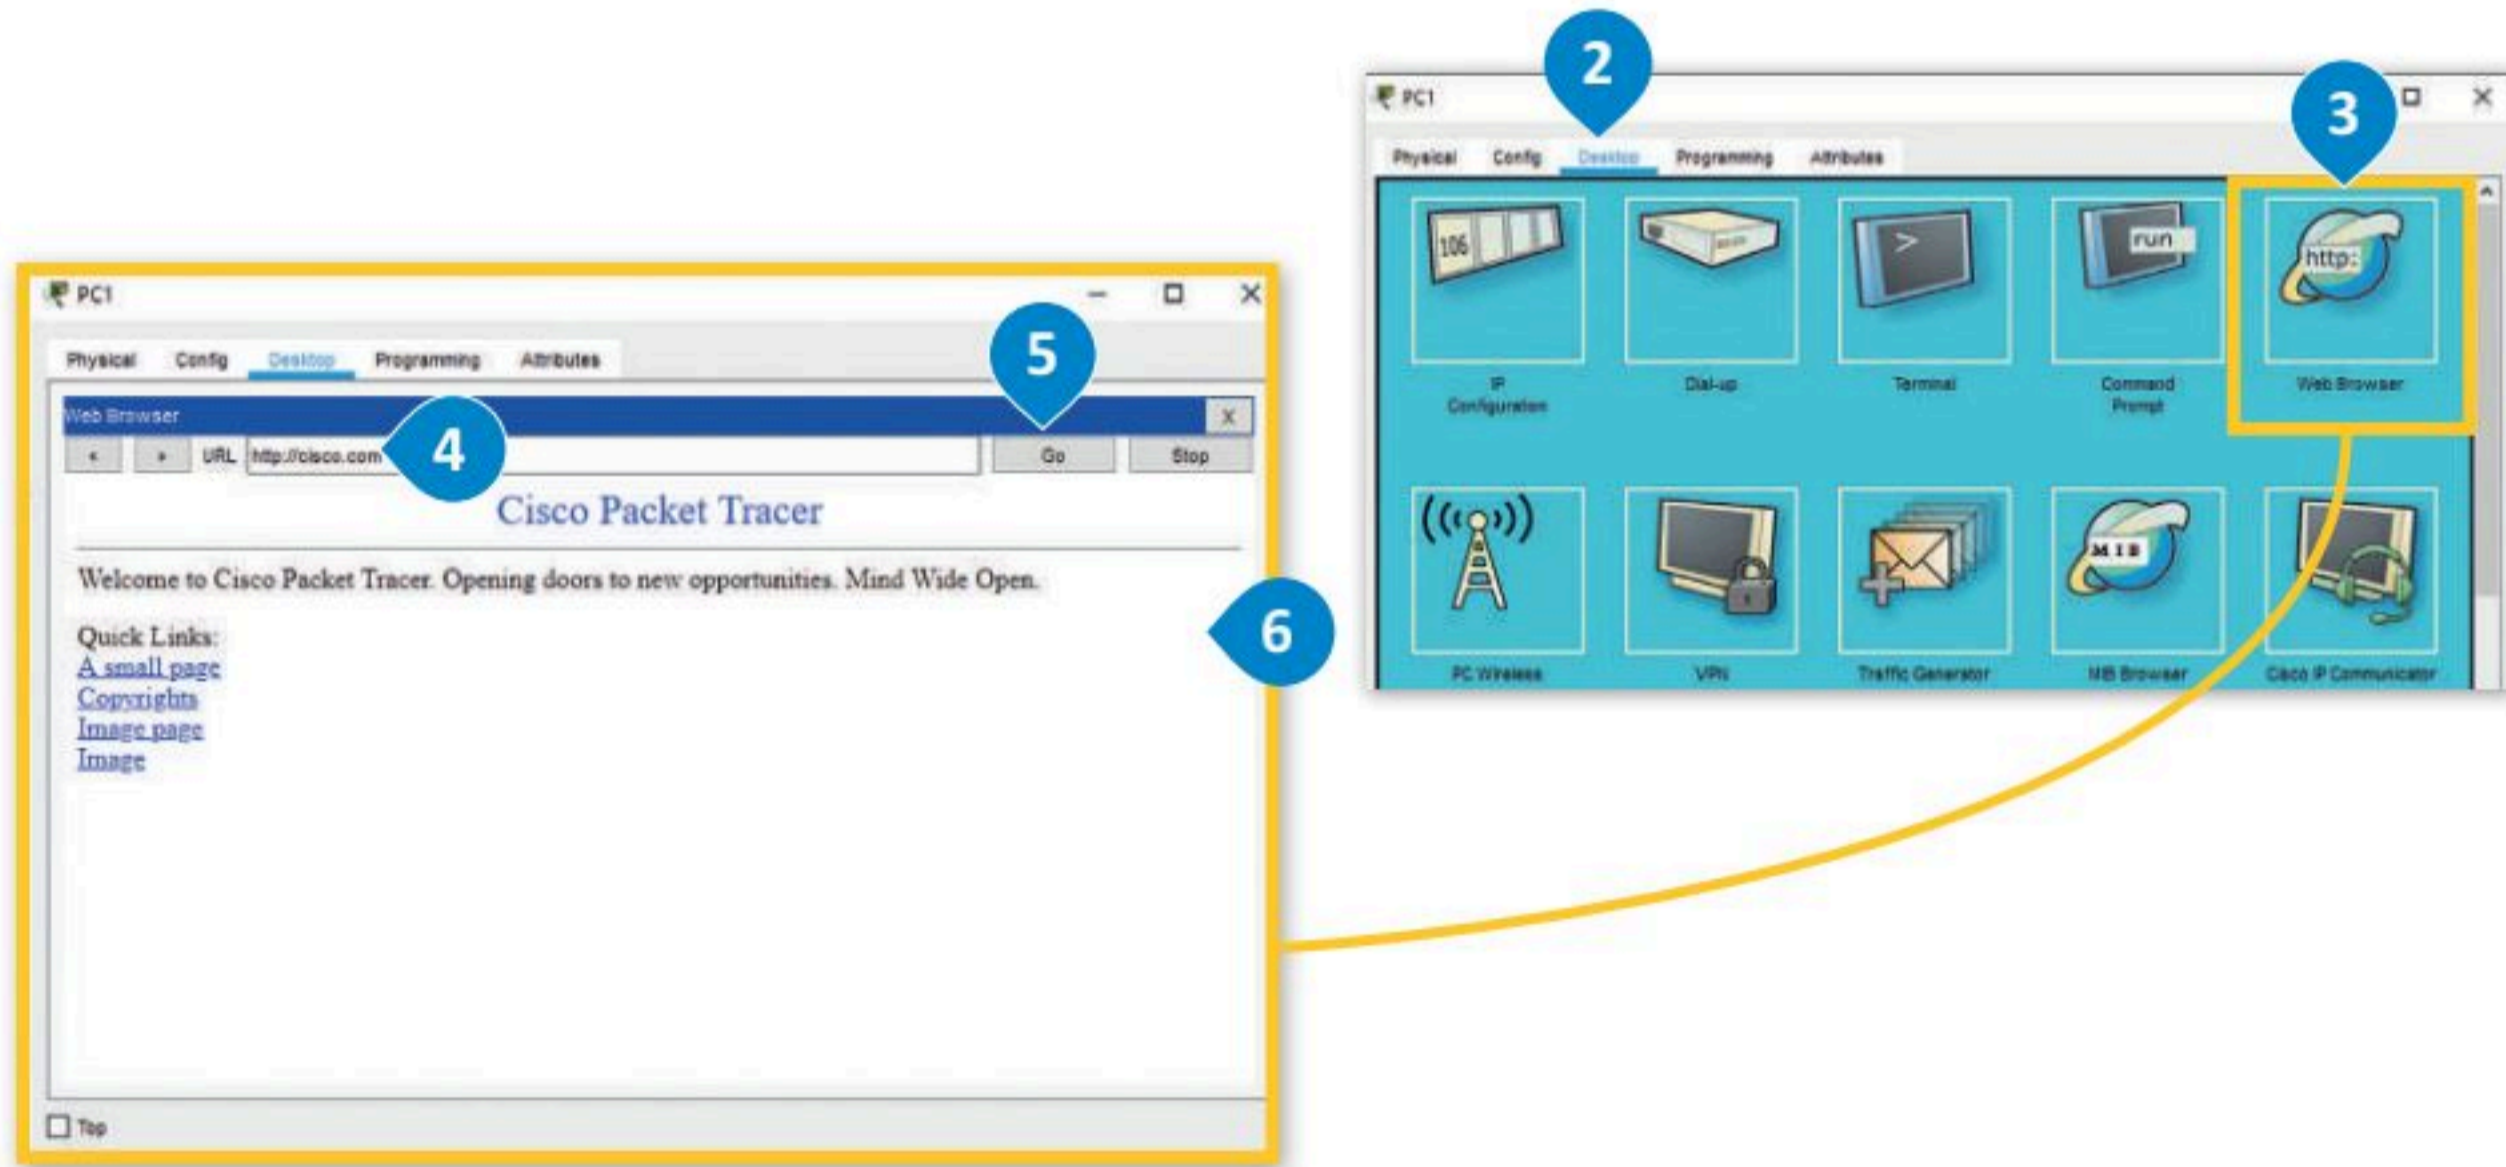 2
3
PC1
Physical Config Desktop Programming Attributes
106
>
run
http:
IP
Configuration
Dial-up
Terminal
Command
Prompt
Web Browser
MIB
PC Wireless
VPN
Traffic Generator
MIB Browser
Cisco IP Communicator
PC1
5
Physical Config Desktop Programming Attributes
Web Browser
X
4
< > URL http://cisco.com Go Stop
Cisco Packet Tracer
Welcome to Cisco Packet Tracer. Opening doors to new opportunities. Mind Wide Open.
6
Quick Links:
A small page
Copyrights
Image page
Image
Top